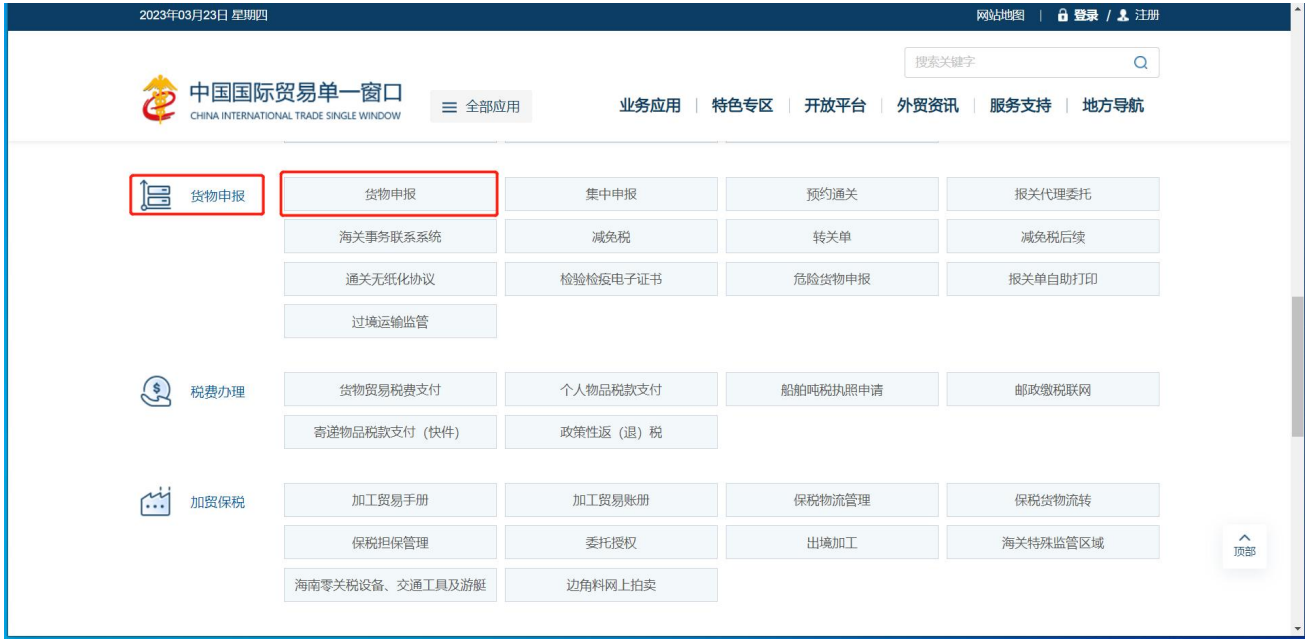 2023年03月23日 星期四 网站地图 | 登录 / 注册
搜索关键字
中国国际贸易单一窗口
CHINA INTERNATIONAL TRADE SINGLE WINDOW
全部应用 业务应用 | 特色专区 | 开放平台 | 外贸资讯 | 服务支持 | 地方导航
货物申报 货物申报 集中申报 预约通关 报关代理委托
海关事务联系系统 减免税 转关单 减免税后续
通关无纸化协议 检验检疫电子证书 危险货物申报 报关单自助打印
过境运输监管
税费办理 货物贸易税费支付 个人物品税款支付 船舶吨税执照申请 邮政缴税联网
寄递物品税款支付（快件） 政策性返（退）税
加贸保税 加工贸易手册 加工贸易账册 保税物流管理 保税货物流转
保税担保管理 委托授权 出境加工 海关特殊监管区域
顶部
海南零关税设备、交通工具及游艇 边角料网上拍卖